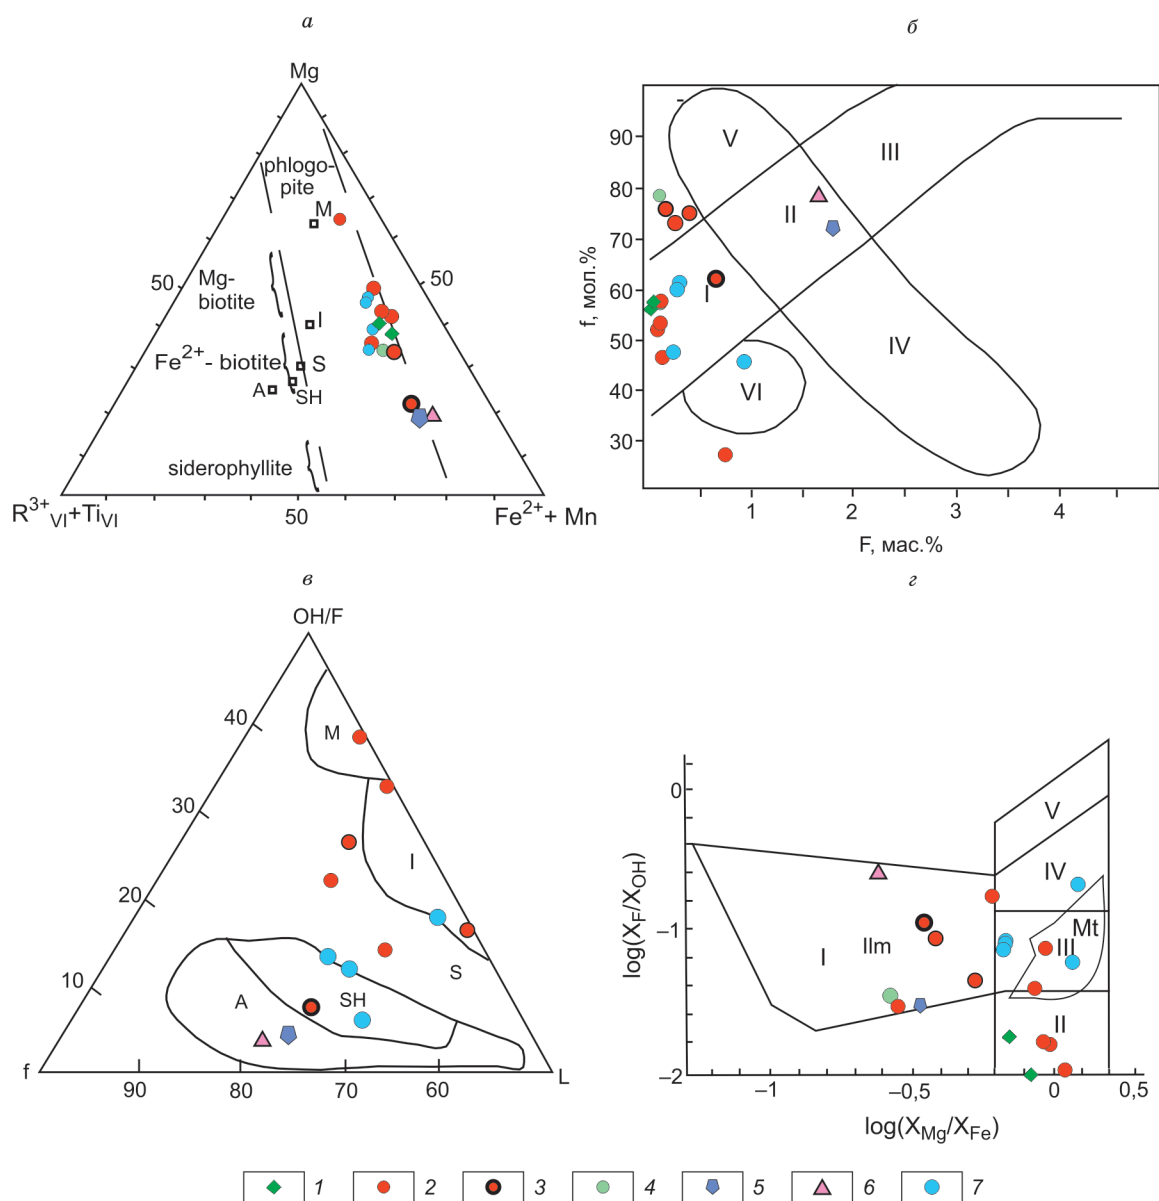 а
Mg
phlogo-
pite
M
50
50
Mg-
biotite
I
Fe²⁺- biotite
S
A
SH
siderophyllite
R³⁺VI+TiVI
50
Fe²⁺+ Mn
б
f, мол.%
90
80
70
60
50
40
30
V
III
II
I
IV
VI
1
2
3
4
F, мас.%
в
OH/F
40
30
20
10
M
I
S
A
SH
f
90
80
70
60
L
г
log(XF/XOH)
0
–1
–2
V
IV
Mt
III
I
Ilm
II
–1
–0,5
0
0,5
log(XMg/XFe)
1
2
3
4
5
6
7